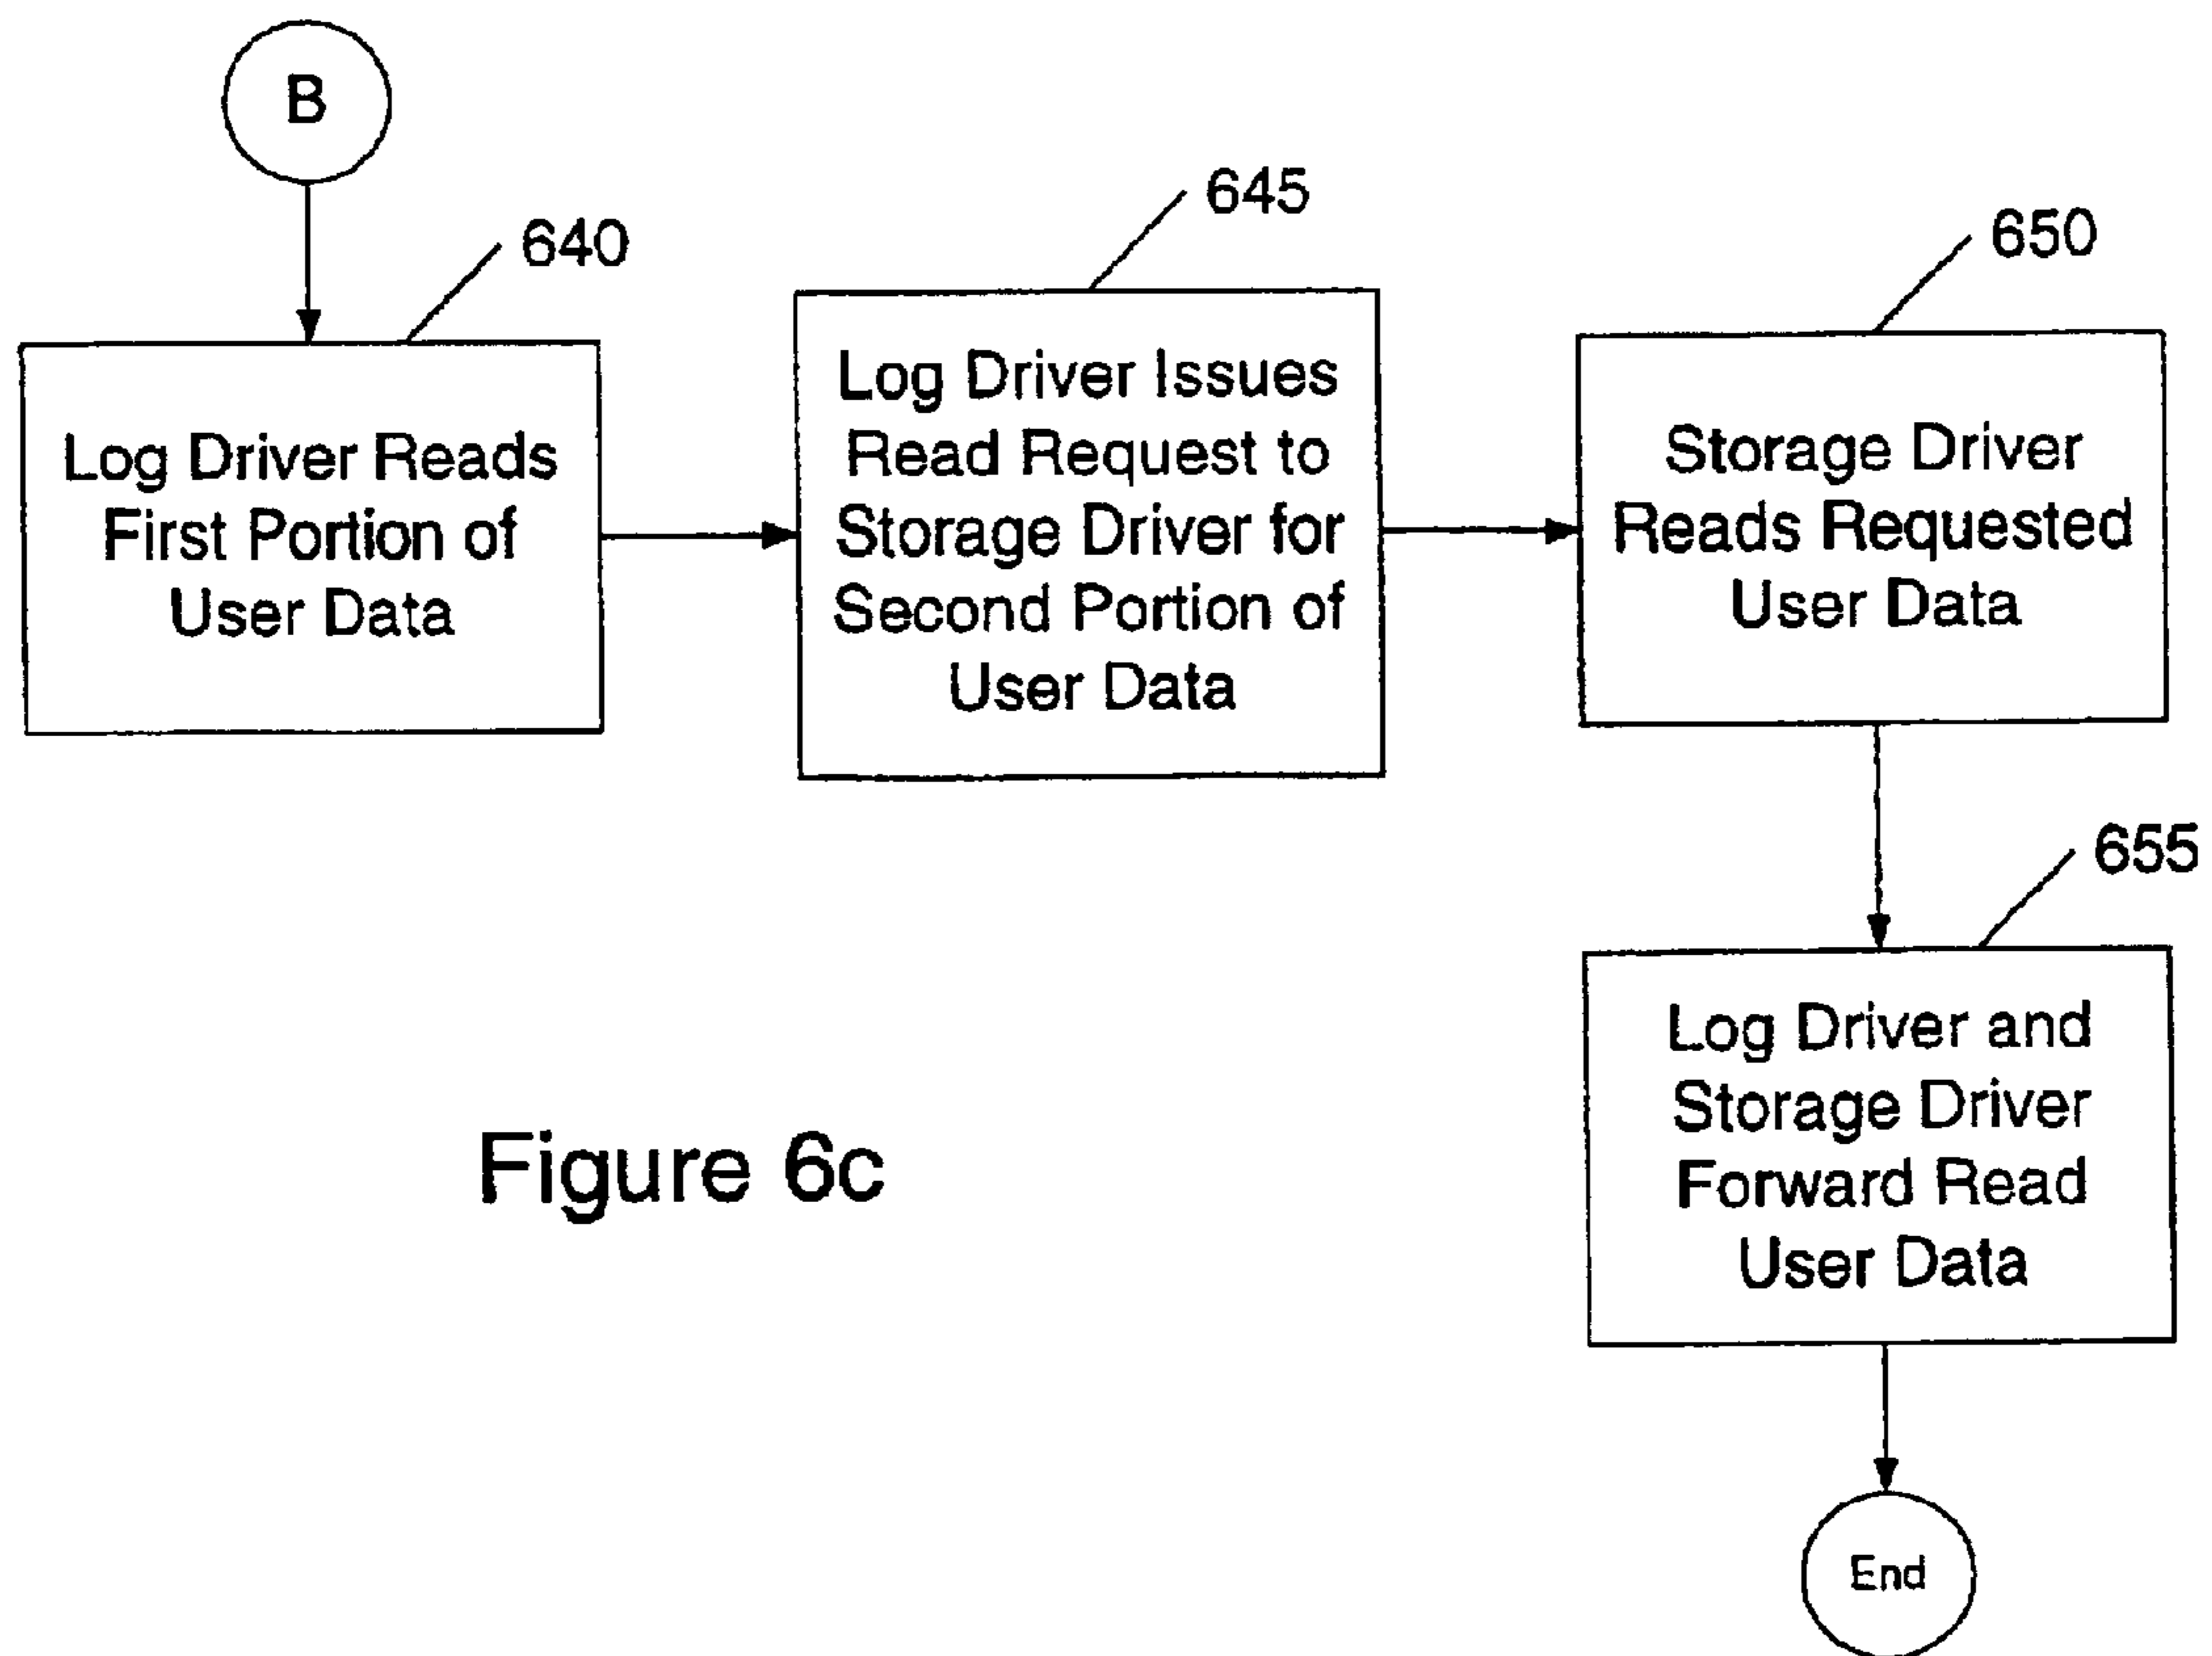 B
640
Log Driver Reads
First Portion of
User Data
645
Log Driver Issues
Read Request to
Storage Driver for
Second Portion of
User Data
650
Storage Driver
Reads Requested
User Data
655
Log Driver and
Storage Driver
Forward Read
User Data
End
Figure 6c